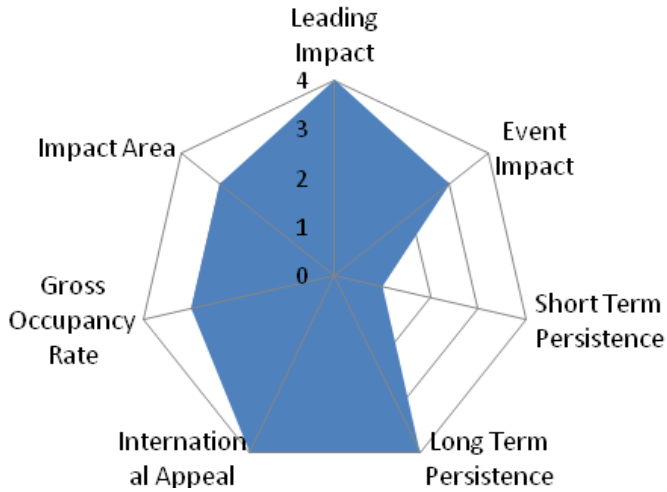 Leading
Impact
4
3
2
1
0
Event
Impact
Short Term
Persistence
Long Term
Persistence
Internation
al Appeal
Gross
Occupancy
Rate
Impact Area